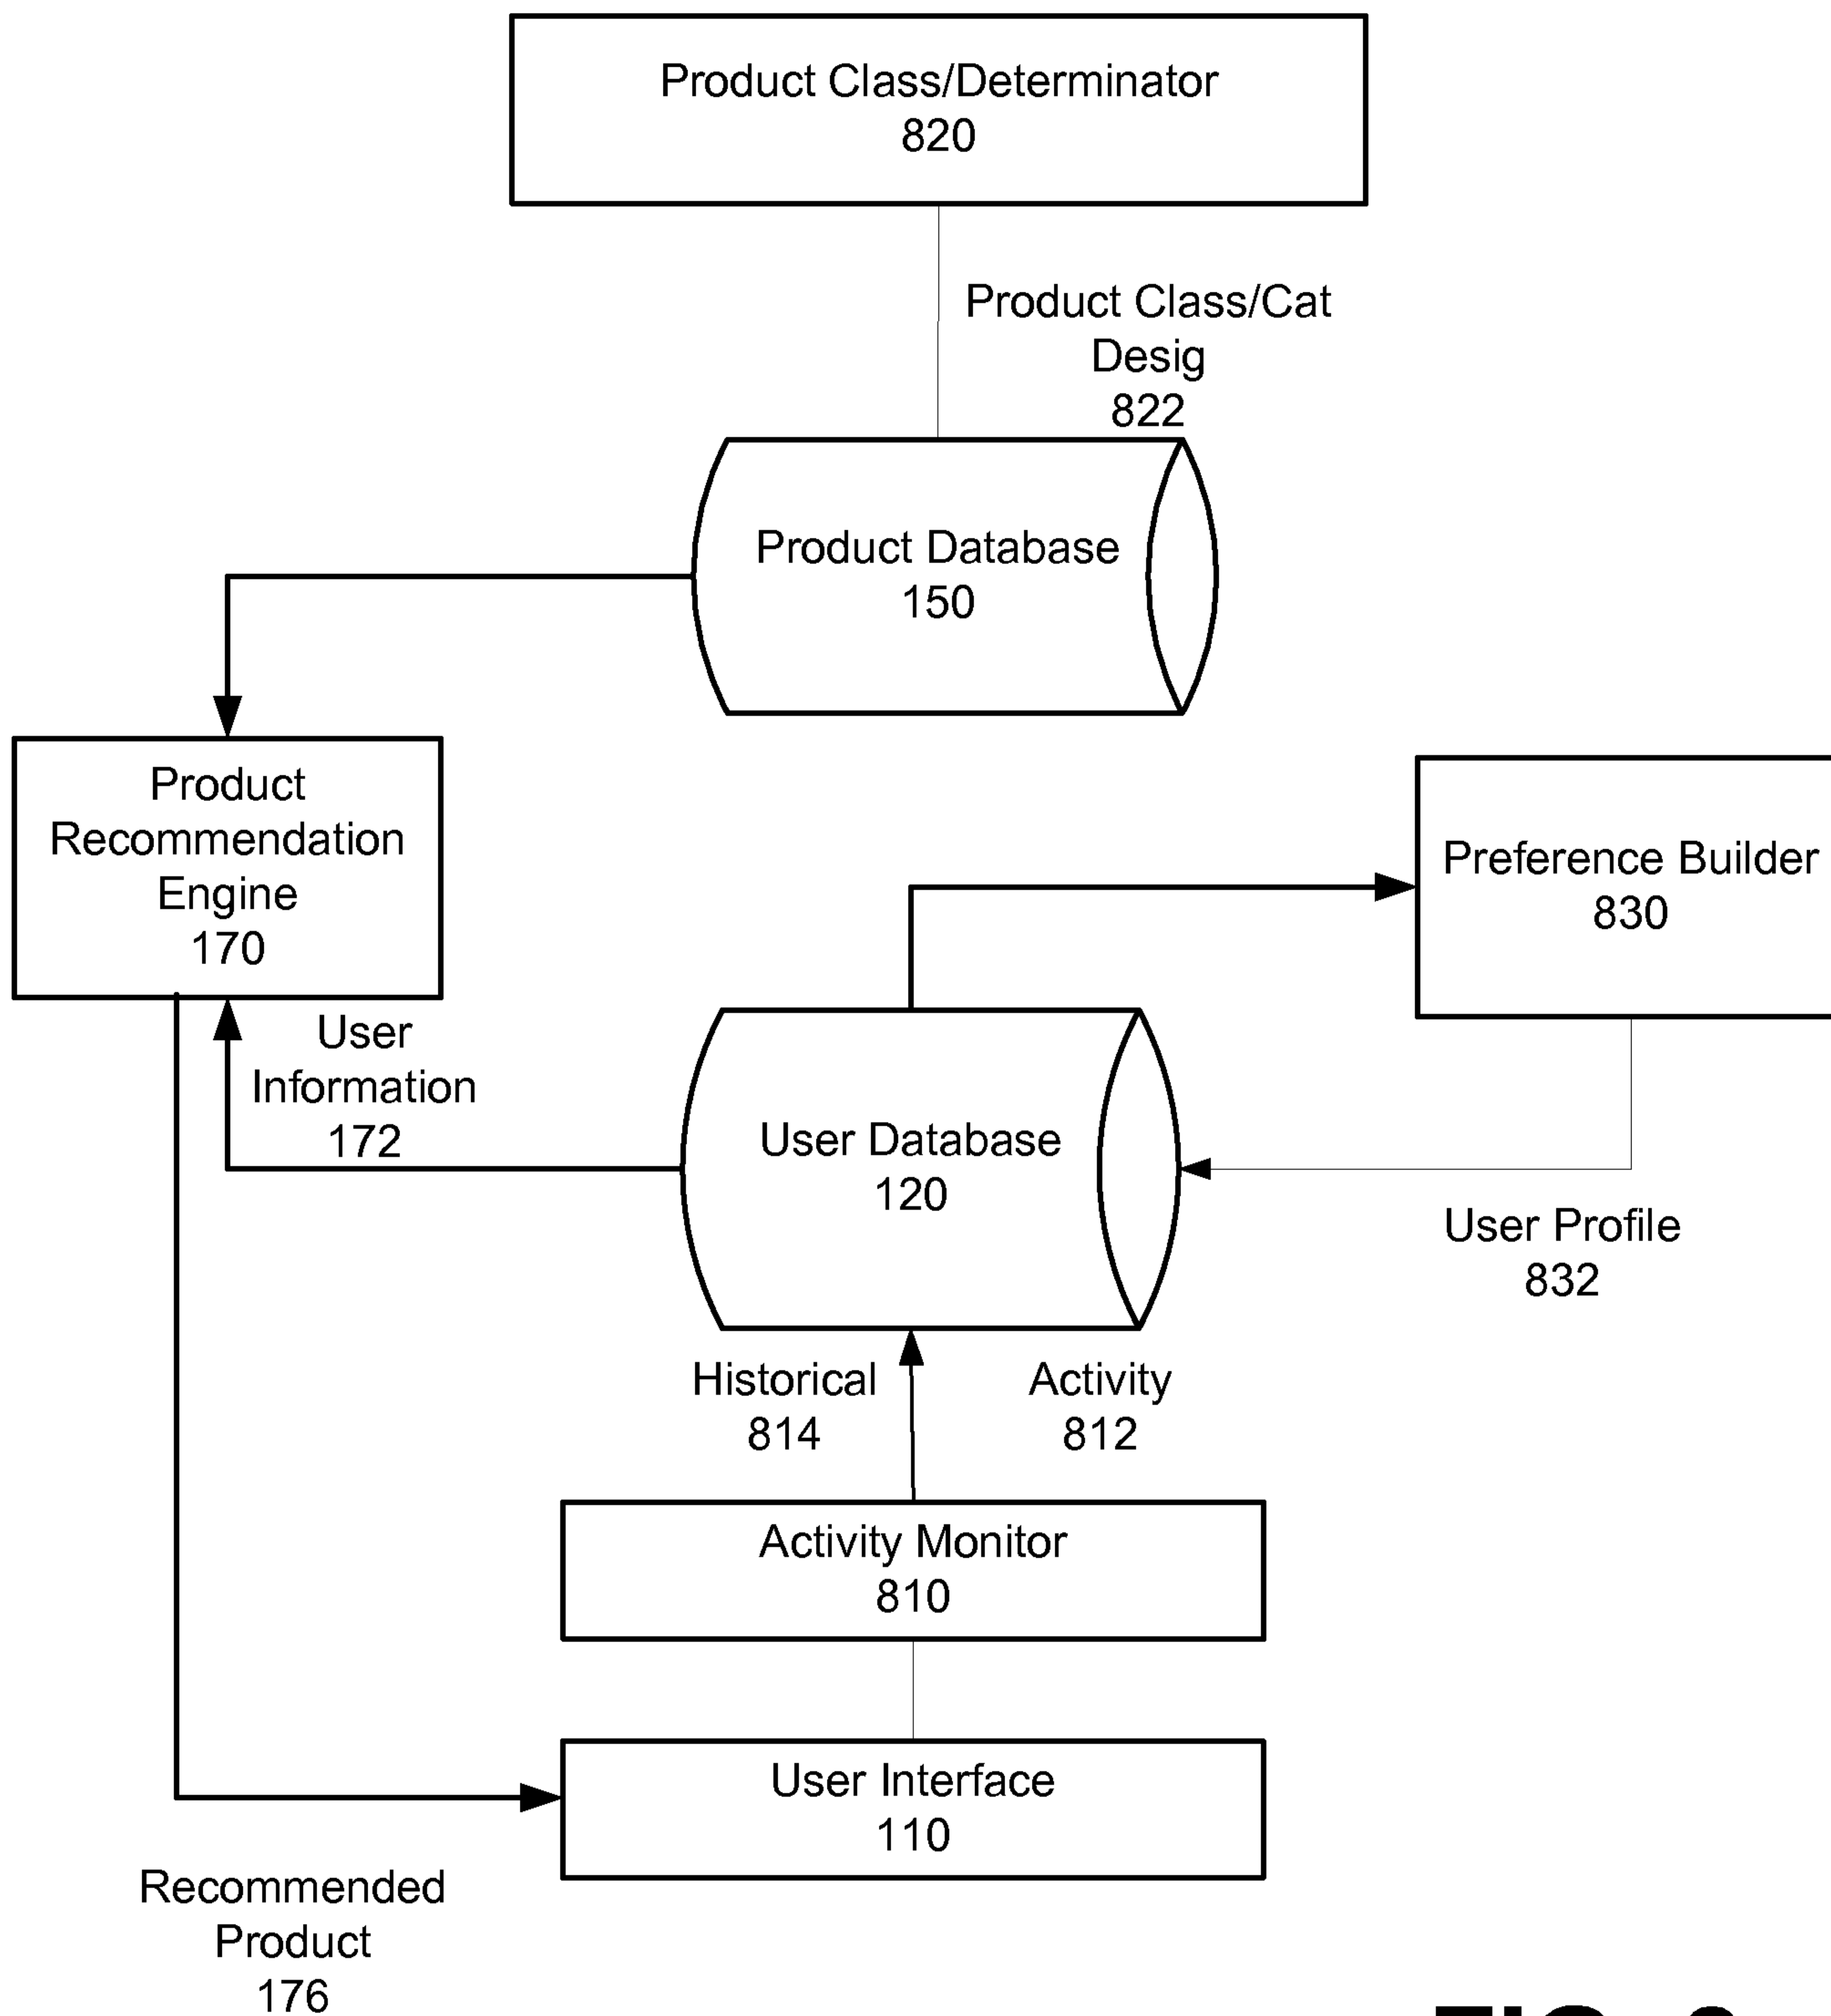 Product Class/Determinator
820
Product Class/Cat
Desig
822
Product Database
150
Product
Recommendation
Engine
170
Preference Builder
830
User
Information
172
User Database
120
User Profile
832
Historical
814
Activity
812
Activity Monitor
810
User Interface
110
Recommended
Product
176